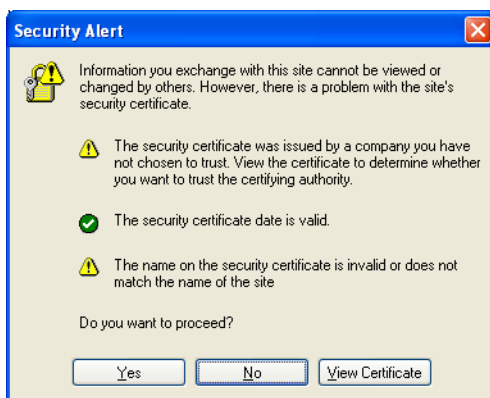 Security Alert
Information you exchange with this site cannot be viewed or
changed by others. However, there is a problem with the site's
security certificate.
The security certificate was issued by a company you have
not chosen to trust. View the certificate to determine whether
you want to trust the certifying authority.
The security certificate date is valid.
The name on the security certificate is invalid or does not
match the name of the site
Do you want to proceed?
Yes No View Certificate